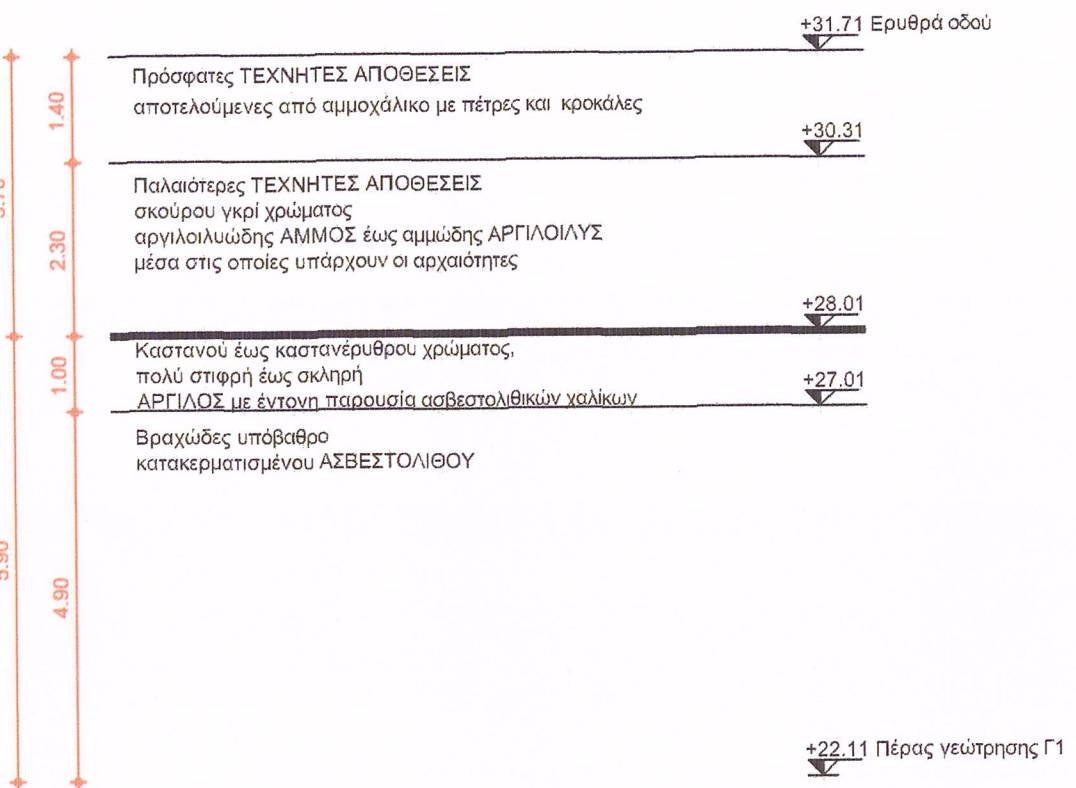 +31.71 Ερυθρά οδού
Πρόσφατες ΤΕΧΝΗΤΕΣ ΑΠΟΘΕΣΕΙΣ
αποτελούμενες από αμμοχάλικο με πέτρες και κροκάλες
1.40
+30.31
Παλαιότερες ΤΕΧΝΗΤΕΣ ΑΠΟΘΕΣΕΙΣ
σκούρου γκρί χρώματος
αργιλοιλυώδης ΑΜΜΟΣ έως αμμώδης ΑΡΓΙΛΟΙΛΥΣ
μέσα στις οποίες υπάρχουν οι αρχαιότητες
2.30
+28.01
Καστανού έως καστανέρυθρου χρώματος,
πολύ στιφρή έως σκληρή
ΑΡΓΙΛΟΣ με έντονη παρουσία ασβεστολιθικών χαλίκων
1.00
+27.01
Βραχώδες υπόβαθρο
κατακερματισμένου ΑΣΒΕΣΤΟΛΙΘΟΥ
5.90
4.90
+22.11 Πέρας γεώτρησης Γ1